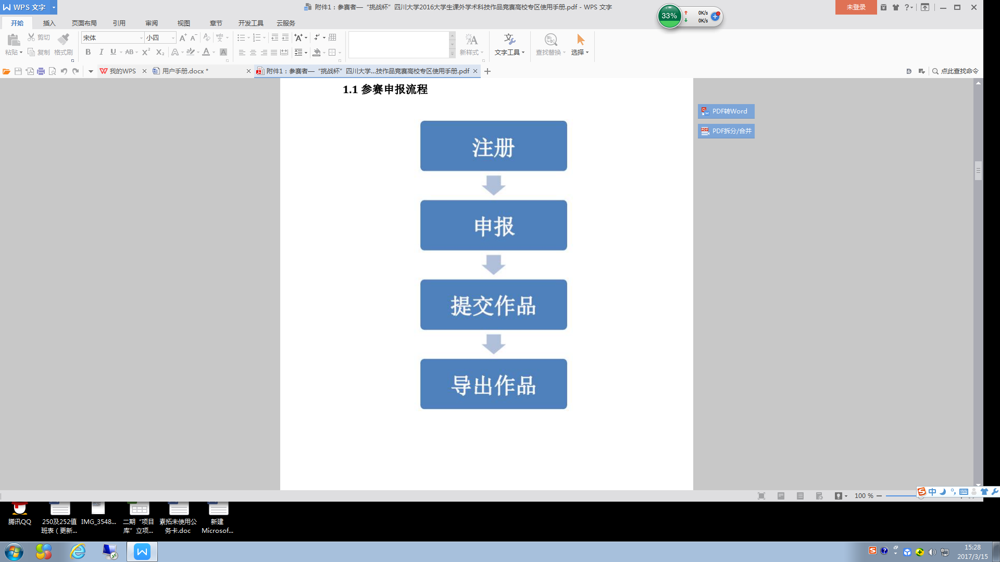 WPS 文字
附件1：参赛者—“挑战杯”四川大学2016大学生课外学术科技作品竞赛高校专区使用手册.pdf - WPS 文字
未登录
33%
0K/s
0K/s
开始 插入 页面布局 引用 审阅 视图 章节 开发工具 云服务
粘贴 剪切 复制 格式刷
宋体 小四
新样式 文字工具 查找替换 选择
我的WPS
用户手册.docx *
附件1：参赛者—“挑战杯”四川大学...技作品竞赛高校专区使用手册.pdf
点此查找命令
1.1 参赛申报流程
注册
申报
提交作品
导出作品
PDF转Word
PDF拆分/合并
100 %
中
腾讯QQ
250及252值
班表（更新...
IMG_3548...
二期“项目
库”立项...
素拓未使用公
务卡.doc
新建
Microsof...
15:28
2017/3/15